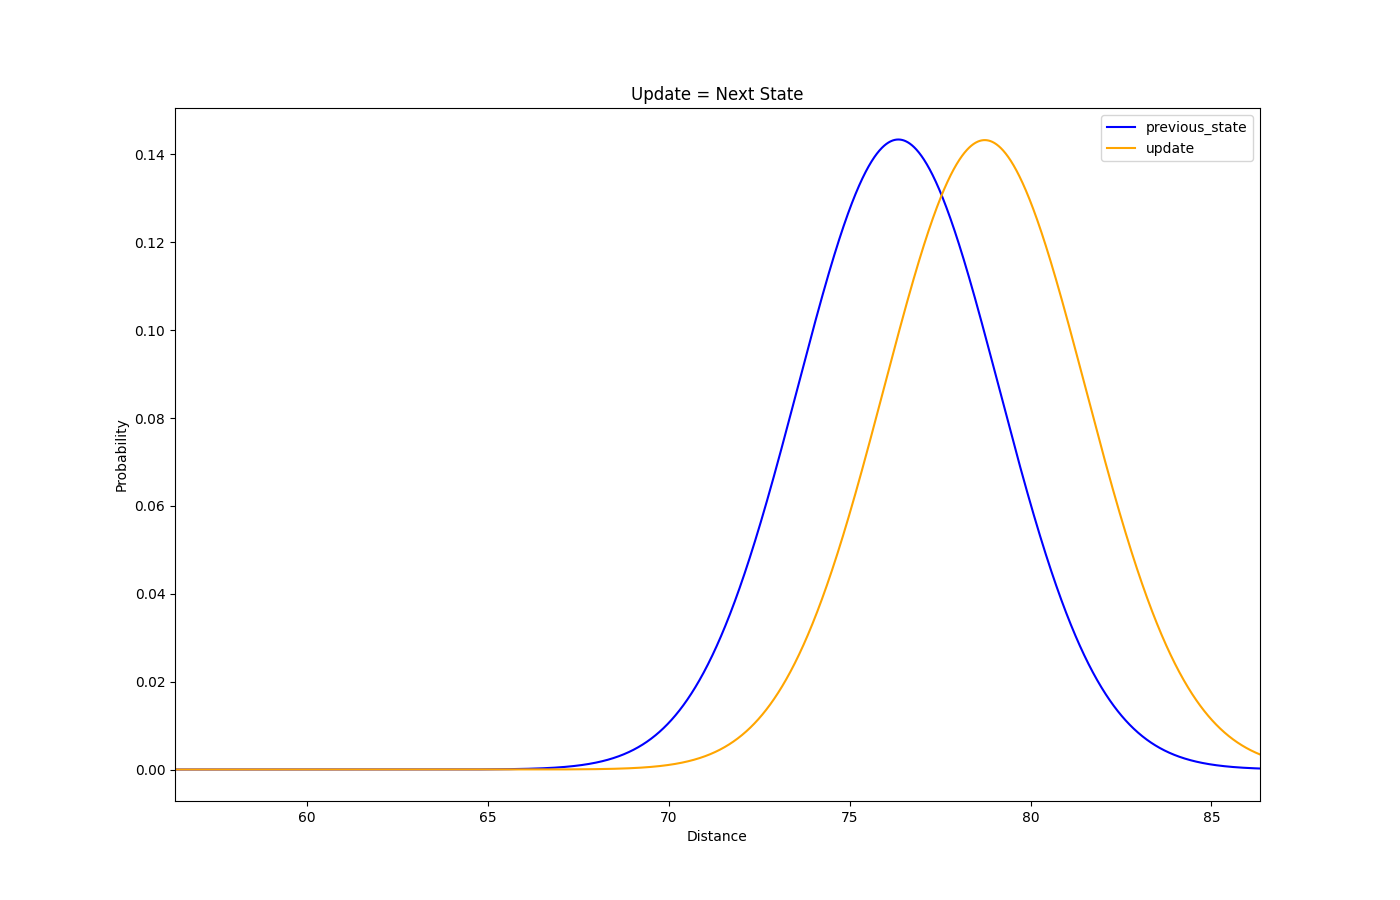 Update = Next State
previous_state
update
0.14
0.12
0.10
0.08
0.06
0.04
0.02
0.00
Probability
60 65 70 75 80 85
Distance